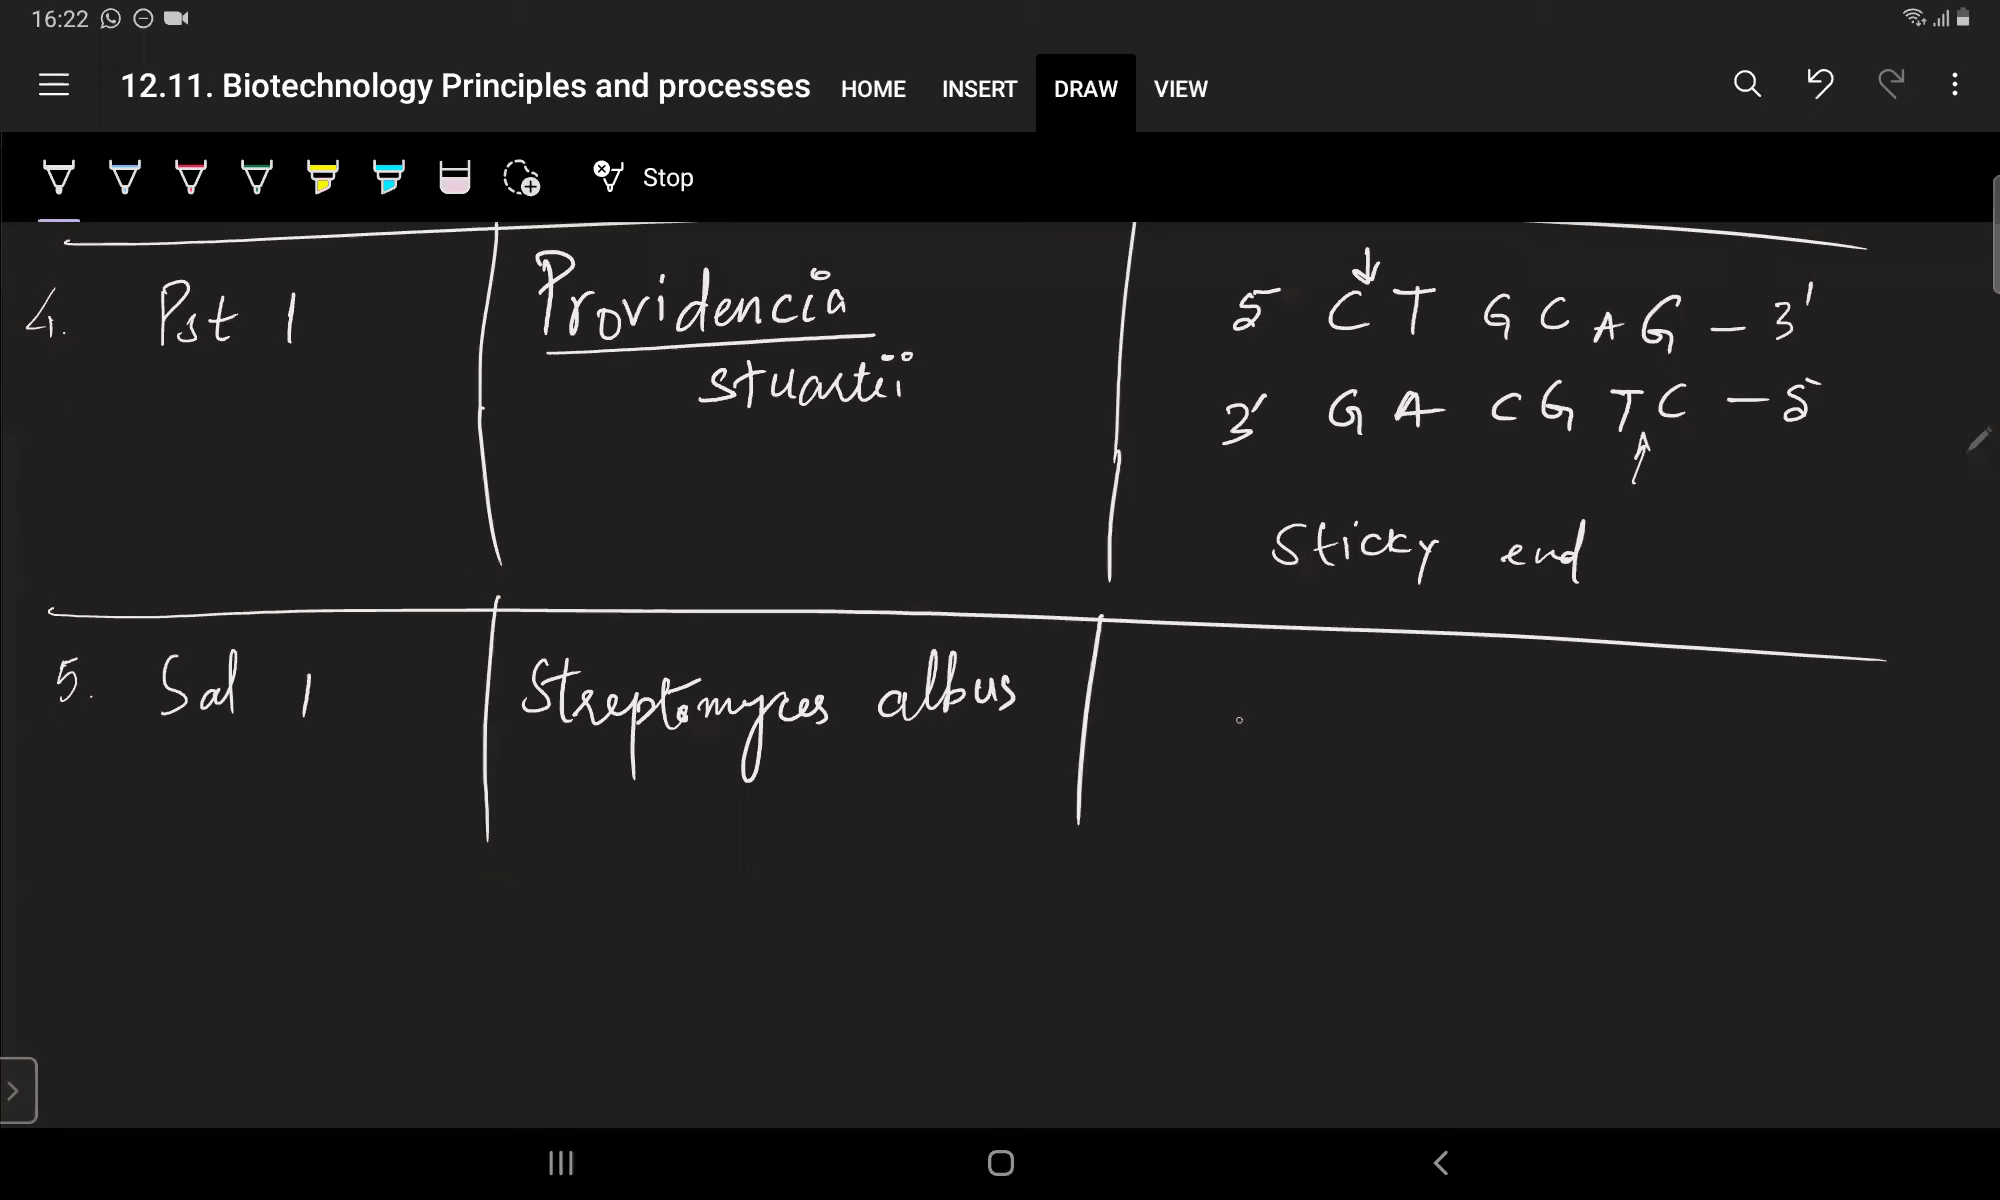 16:22
12.11. Biotechnology Principles and processes HOME INSERT DRAW VIEW
Stop
4. Pst 1 Providencia stuartii
5' C T G C A G - 3'
3' G A C G T C - 5'
Sticky end
5. Sal 1 Streptomyces albus